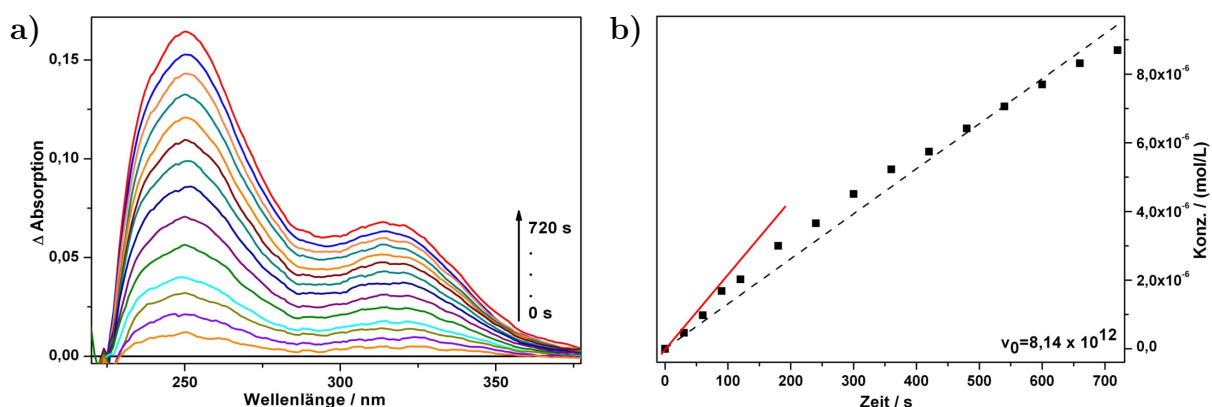 a)
Δ Absorption
0,15
0,10
0,05
0,00
250
300
350
Wellenlänge / nm
720 s
.
.
.
0 s
b)
8,0x10⁻⁶
6,0x10⁻⁶
4,0x10⁻⁶
2,0x10⁻⁶
0,0
Konz. / (mol/L)
v₀=8,14 x 10¹²
0
100
200
300
400
500
600
700
Zeit / s